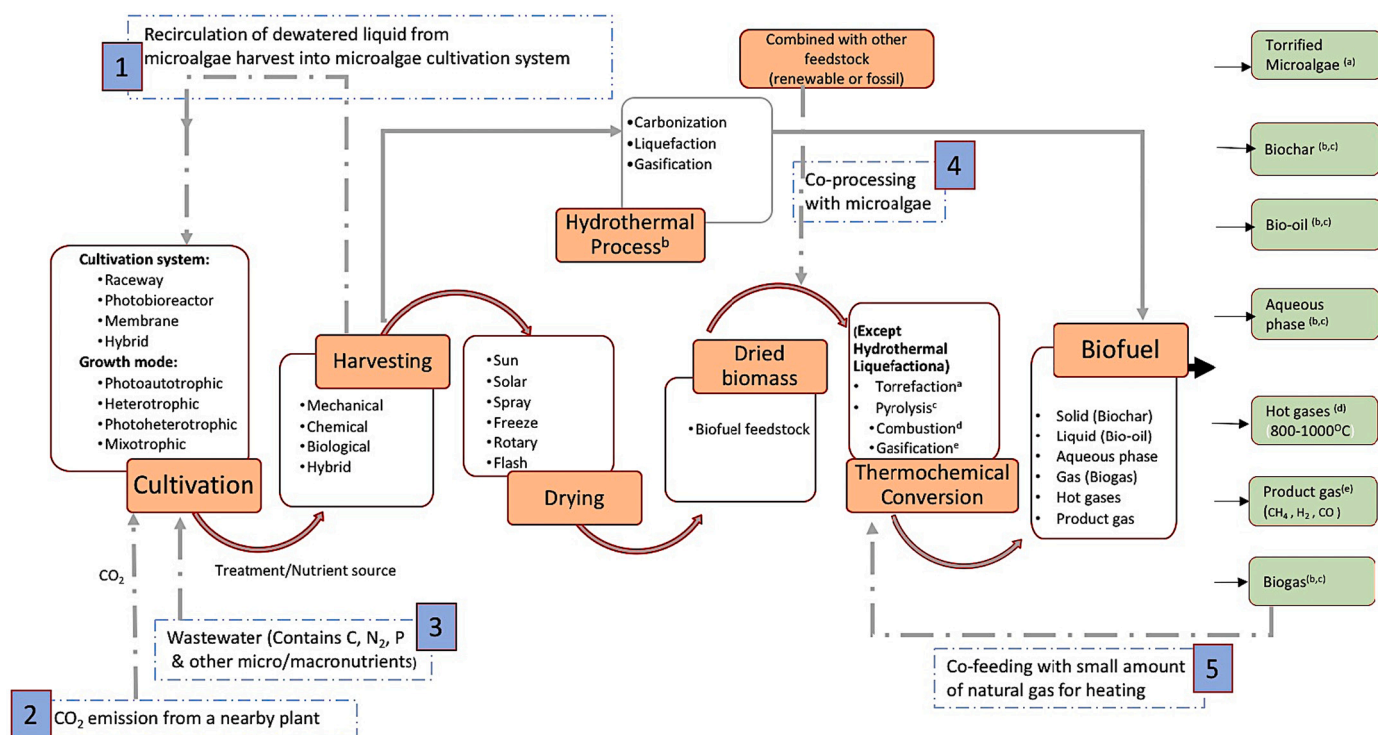 Recirculation of dewatered liquid from
microalgae harvest into microalgae cultivation system
1
Combined with other
feedstock
(renewable or fossil)
•Carbonization
•Liquefaction
•Gasification
Hydrothermal
Processᵇ
4
Co-processing
with microalgae
Cultivation system:
•Raceway
•Photobioreactor
•Membrane
•Hybrid
Growth mode:
•Photoautotrophic
•Heterotrophic
•Photoheterotrophic
•Mixotrophic
Cultivation
Harvesting
•Mechanical
•Chemical
•Biological
•Hybrid
•Sun
•Solar
•Spray
•Freeze
•Rotary
•Flash
Drying
Dried
biomass
•Biofuel feedstock
(Except
Hydrothermal
Liquefactiona)
• Torrefactionᵃ
• Pyrolysisᶜ
•Combustionᵈ
•Gasificationᵉ
Thermochemical
Conversion
Biofuel
• Solid (Biochar)
• Liquid (Bio-oil)
• Aqueous phase
• Gas (Biogas)
• Hot gases
• Product gas
Torrified
Microalgae (a)
Biochar (b,c)
Bio-oil (b,c)
Aqueous
phase (b,c)
Hot gases (d)
(800-1000⁰C)
Product gas(e)
(CH₄ , H₂ , CO )
Biogas(b,c)
CO₂
Treatment/Nutrient source
3
Wastewater (Contains C, N₂, P
& other micro/macronutrients)
2
CO₂ emission from a nearby plant
5
Co-feeding with small amount
of natural gas for heating